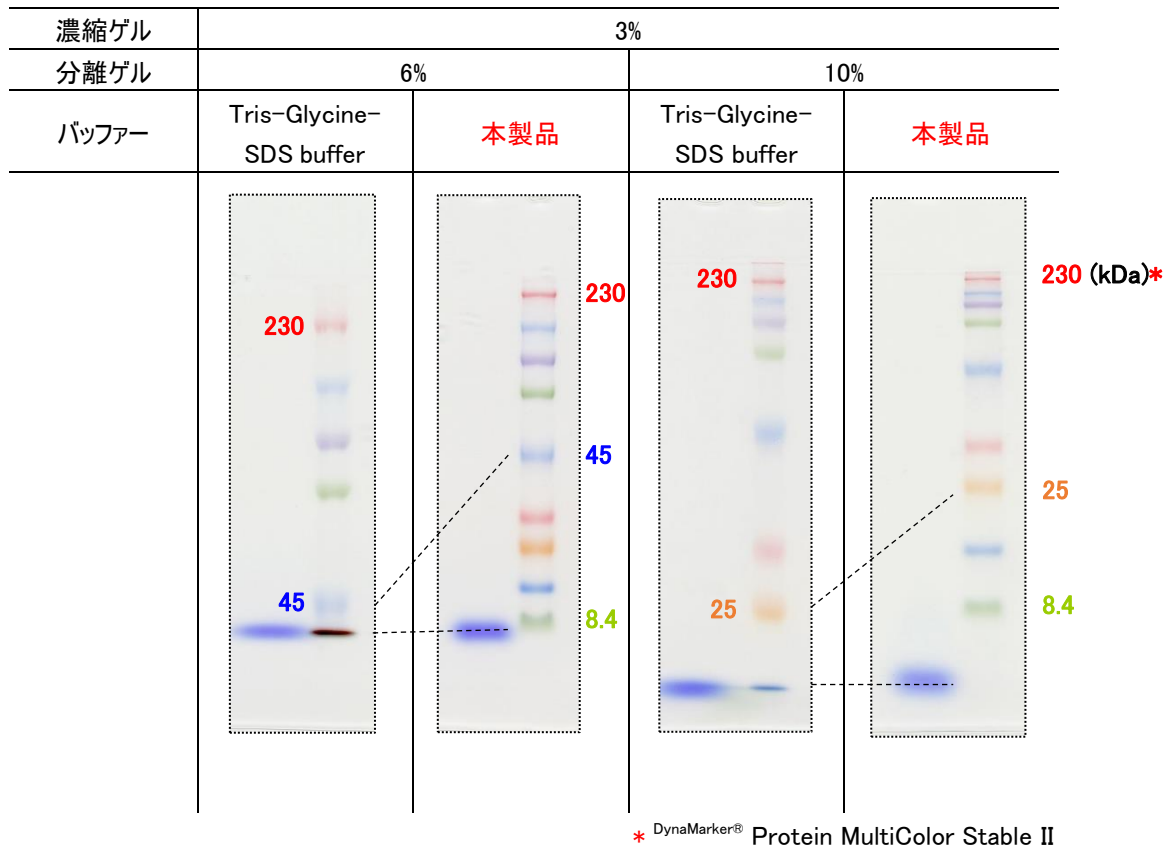 濃縮ゲル
3%
分離ゲル
6%
10%
バッファー
Tris-Glycine-
SDS buffer
本製品
Tris-Glycine-
SDS buffer
本製品
230
45
230
45
8.4
230
25
230 (kDa)*
25
8.4
* DynaMarker® Protein MultiColor Stable II